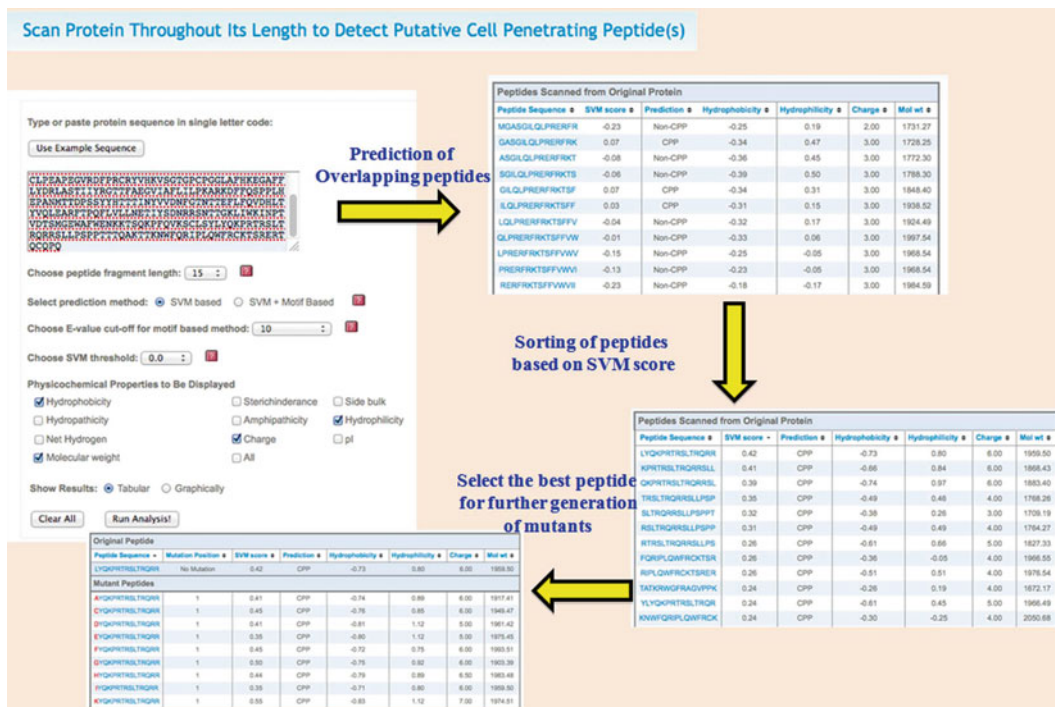 Scan Protein Throughout Its Length to Detect Putative Cell Penetrating Peptide(s)
Type or paste protein sequence in single letter code:
Use Example Sequence
QCQPQ
Choose peptide fragment length: 15
Select prediction method: SVM based SVM + Motif Based
Choose E-value cut-off for motif based method: 10
Choose SVM threshold: 0.0
Physicochemical Properties to Be Displayed
Hydrophobicity Sterichinderance Side bulk
Hydropathicity Amphipathicity Hydrophilicity
Net Hydrogen Charge pI
Molecular weight All
Show Results: Tabular Graphically
Clear All Run Analysis!
Prediction of
Overlapping peptides
Peptides Scanned from Original Protein
Peptide Sequence SVM score Prediction Hydrophobicity Hydrophilicity Charge Mol wt
MGASGILQLPRERFR -0.23 Non-CPP -0.25 0.19 2.00 1731.27
GASGILQLPRERFRK 0.07 CPP -0.34 0.47 3.00 1728.25
ASGILQLPRERFRKT -0.08 Non-CPP -0.36 0.45 3.00 1772.30
SGILQLPRERFRKTS -0.06 Non-CPP -0.39 0.50 3.00 1788.30
GILQLPRERFRKTSF 0.07 CPP -0.34 0.31 3.00 1848.40
ILQLPRERFRKTSFF 0.03 CPP -0.31 0.15 3.00 1938.52
LQLPRERFRKTSFFV -0.04 Non-CPP -0.32 0.17 3.00 1924.49
QLPRERFRKTSFFVW -0.01 Non-CPP -0.33 0.06 3.00 1997.54
LPRERFRKTSFFVWV -0.15 Non-CPP -0.25 -0.05 3.00 1968.54
PRERFRKTSFFVWVI -0.13 Non-CPP -0.23 -0.05 3.00 1968.54
RERFRKTSFFVWVII -0.23 Non-CPP -0.18 -0.17 3.00 1984.59
Sorting of peptides
based on SVM score
Peptides Scanned from Original Protein
Peptide Sequence SVM score Prediction Hydrophobicity Hydrophilicity Charge Mol wt
LYQKPRTRSLTRQRR 0.42 CPP -0.73 0.80 6.00 1959.50
KPRTRSLTRQRRSLL 0.41 CPP -0.66 0.84 6.00 1868.43
QKPRTRSLTRQRRSL 0.39 CPP -0.74 0.97 6.00 1883.40
TRSLTRQRRSLLPSP 0.35 CPP -0.49 0.46 4.00 1768.26
SLTRQRRSLLPSPPT 0.32 CPP -0.38 0.26 3.00 1709.19
RSLTRQRRSLLPSPP 0.31 CPP -0.49 0.49 4.00 1764.27
RTRSLTRQRRSLLPS 0.26 CPP -0.61 0.66 5.00 1827.33
FQRIPLQWFRCKTSR 0.26 CPP -0.36 -0.05 4.00 1966.55
RIPLQWFRCKTSRER 0.26 CPP -0.51 0.51 4.00 1976.54
TATKRWGFRAGVPPK 0.24 CPP -0.26 0.19 4.00 1672.17
YLYQKPRTRSLTRQR 0.24 CPP -0.61 0.45 5.00 1966.49
KNWFQRIPLQWFRCK 0.24 CPP -0.30 -0.25 4.00 2050.68
Select the best peptide
for further generation
of mutants
Original Peptide
Peptide Sequence Mutation Position SVM score Prediction Hydrophobicity Hydrophilicity Charge Mol wt
LYQKPRTRSLTRQRR No Mutation 0.42 CPP -0.73 0.80 6.00 1959.50
Mutant Peptides
AYQKPRTRSLTRQRR 1 0.41 CPP -0.74 0.89 6.00 1917.41
CYQKPRTRSLTRQRR 1 0.45 CPP -0.76 0.85 6.00 1949.47
DYQKPRTRSLTRQRR 1 0.41 CPP -0.81 1.12 5.00 1961.42
EYQKPRTRSLTRQRR 1 0.35 CPP -0.80 1.12 5.00 1975.45
FYQKPRTRSLTRQRR 1 0.45 CPP -0.72 0.75 6.00 1993.51
GYQKPRTRSLTRQRR 1 0.50 CPP -0.75 0.92 6.00 1903.39
HYQKPRTRSLTRQRR 1 0.44 CPP -0.79 0.89 6.50 1983.48
IYQKPRTRSLTRQRR 1 0.35 CPP -0.71 0.80 6.00 1959.50
KYQKPRTRSLTRQRR 1 0.55 CPP -0.83 1.12 7.00 1974.51